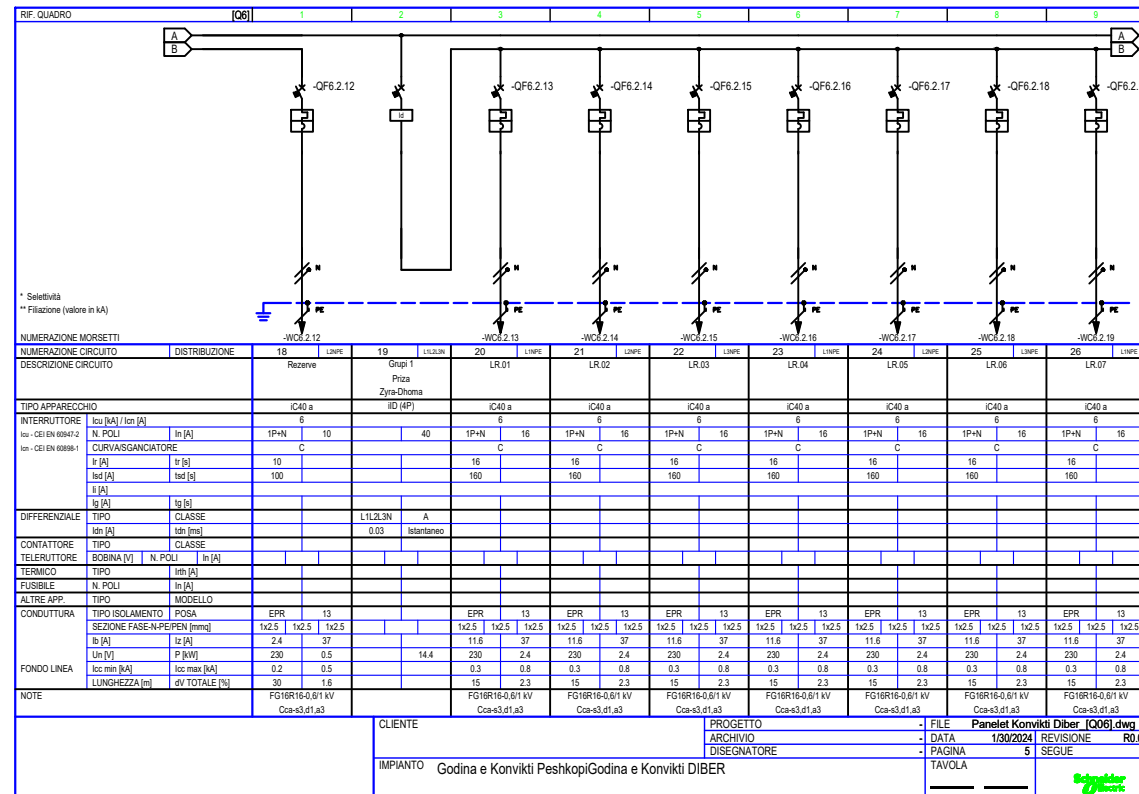 RIF. QUADRO [Q6] 1 2 3 4 5 6 7 8 9
A A
B B
-QF6.2.12 -QF6.2.13 -QF6.2.14 -QF6.2.15 -QF6.2.16 -QF6.2.17 -QF6.2.18 -QF6.2.
Id
N N N N N N N N
* Selettività
** Filiazione (valore in kA)
PE PE PE PE PE PE PE PE
NUMERAZIONE MORSETTI -WC6.2.12 -WC6.2.13 -WC6.2.14 -WC6.2.15 -WC6.2.16 -WC6.2.17 -WC6.2.18 -WC6.2.19
NUMERAZIONE CIRCUITO DISTRIBUZIONE 18 L2NPE 19 L1L2L3N 20 L1NPE 21 L2NPE 22 L3NPE 23 L1NPE 24 L2NPE 25 L3NPE 26 L1NPE
DESCRIZIONE CIRCUITO Rezerve Grupi 1 LR.01 LR.02 LR.03 LR.04 LR.05 LR.06 LR.07
Priza
Zyra-Dhoma
TIPO APPARECCHIO iC40 a iID (4P) iC40 a iC40 a iC40 a iC40 a iC40 a iC40 a iC40 a
INTERRUTTORE Icu [kA] / Icn [A] 6 6 6 6 6 6 6 6
Icu - CEI EN 60947-2 N. POLI In [A] 1P+N 10 40 1P+N 16 1P+N 16 1P+N 16 1P+N 16 1P+N 16 1P+N 16 1P+N 16
Icn - CEI EN 60898-1 CURVA/SGANCIATORE C C C C C C C C
Ir [A] tr [s] 10 16 16 16 16 16 16 16
Isd [A] tsd [s] 100 160 160 160 160 160 160 160
Ii [A]
Ig [A] tg [s]
DIFFERENZIALE TIPO CLASSE L1L2L3N A
Idn [A] tdn [ms] 0.03 Istantaneo
CONTATTORE TIPO CLASSE
TELERUTTORE BOBINA [V] N. POLI In [A]
TERMICO TIPO Irth [A]
FUSIBILE N. POLI In [A]
ALTRE APP. TIPO MODELLO
CONDUTTURA TIPO ISOLAMENTO POSA EPR 13 EPR 13 EPR 13 EPR 13 EPR 13 EPR 13 EPR 13 EPR 13
SEZIONE FASE-N-PE/PEN [mmq] 1x2.5 1x2.5 1x2.5 1x2.5 1x2.5 1x2.5 1x2.5 1x2.5 1x2.5 1x2.5 1x2.5 1x2.5 1x2.5 1x2.5 1x2.5 1x2.5 1x2.5 1x2.5 1x2.5 1x2.5 1x2.5 1x2.5 1x2.5 1x2.5
Ib [A] Iz [A] 2.4 37 11.6 37 11.6 37 11.6 37 11.6 37 11.6 37 11.6 37 11.6 37
Un [V] P [kW] 230 0.5 14.4 230 2.4 230 2.4 230 2.4 230 2.4 230 2.4 230 2.4 230 2.4
FONDO LINEA Icc min [kA] Icc max [kA] 0.2 0.5 0.3 0.8 0.3 0.8 0.3 0.8 0.3 0.8 0.3 0.8 0.3 0.8 0.3 0.8
LUNGHEZZA [m] dV TOTALE [%] 30 1.6 15 2.3 15 2.3 15 2.3 15 2.3 15 2.3 15 2.3 15 2.3
NOTE FG16R16-0,6/1 kV FG16R16-0,6/1 kV FG16R16-0,6/1 kV FG16R16-0,6/1 kV FG16R16-0,6/1 kV FG16R16-0,6/1 kV FG16R16-0,6/1 kV FG16R16-0,6/1 kV
Cca-s3,d1,a3 Cca-s3,d1,a3 Cca-s3,d1,a3 Cca-s3,d1,a3 Cca-s3,d1,a3 Cca-s3,d1,a3 Cca-s3,d1,a3 Cca-s3,d1,a3
CLIENTE PROGETTO - FILE Panelet Konvikti Diber_[Q06].dwg
ARCHIVIO - DATA 1/30/2024 REVISIONE R0.
DISEGNATORE - PAGINA 5 SEGUE
IMPIANTO Godina e Konvikti PeshkopiGodina e Konvikti DIBER TAVOLA
Schneider Electric